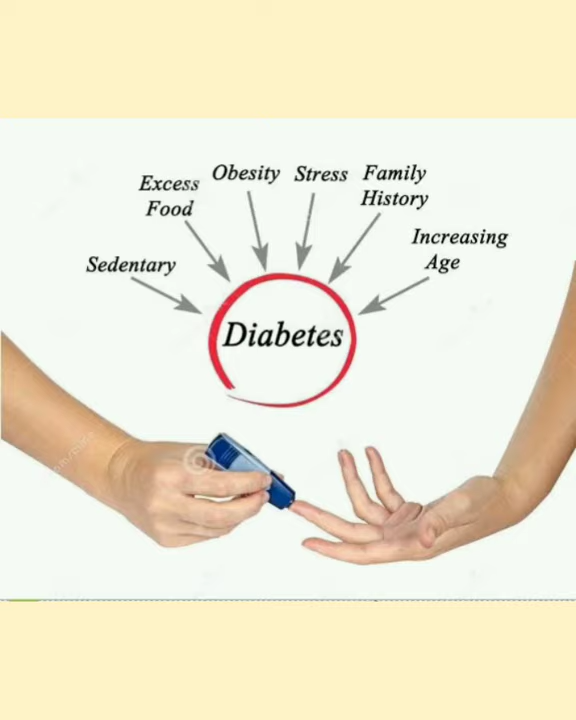 Obesity
Stress
Family
History
Excess
Food
Increasing
Age
Sedentary
Diabetes